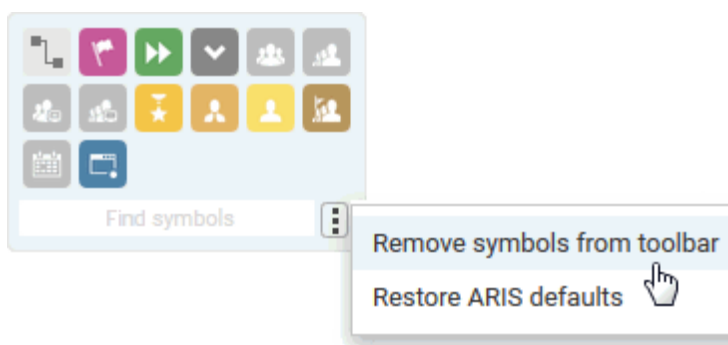 Find symbols
Remove symbols from toolbar
Restore ARIS defaults